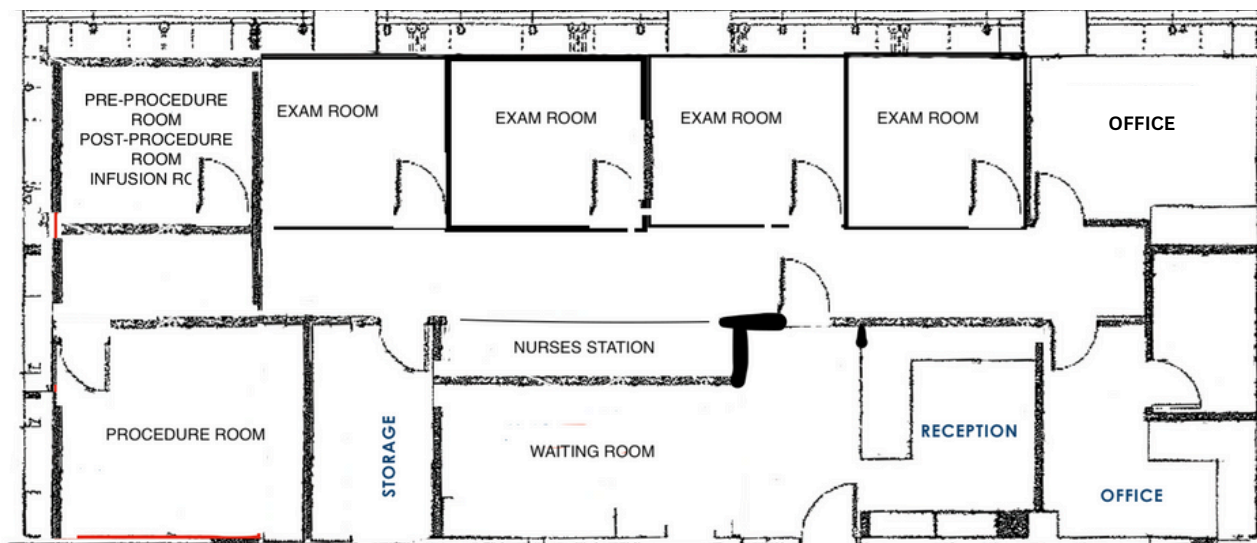 PRE-PROCEDURE
ROOM
POST-PROCEDURE
ROOM
INFUSION RC
EXAM ROOM
EXAM ROOM
EXAM ROOM
EXAM ROOM
OFFICE
NURSES STATION
PROCEDURE ROOM
STORAGE
WAITING ROOM
RECEPTION
OFFICE